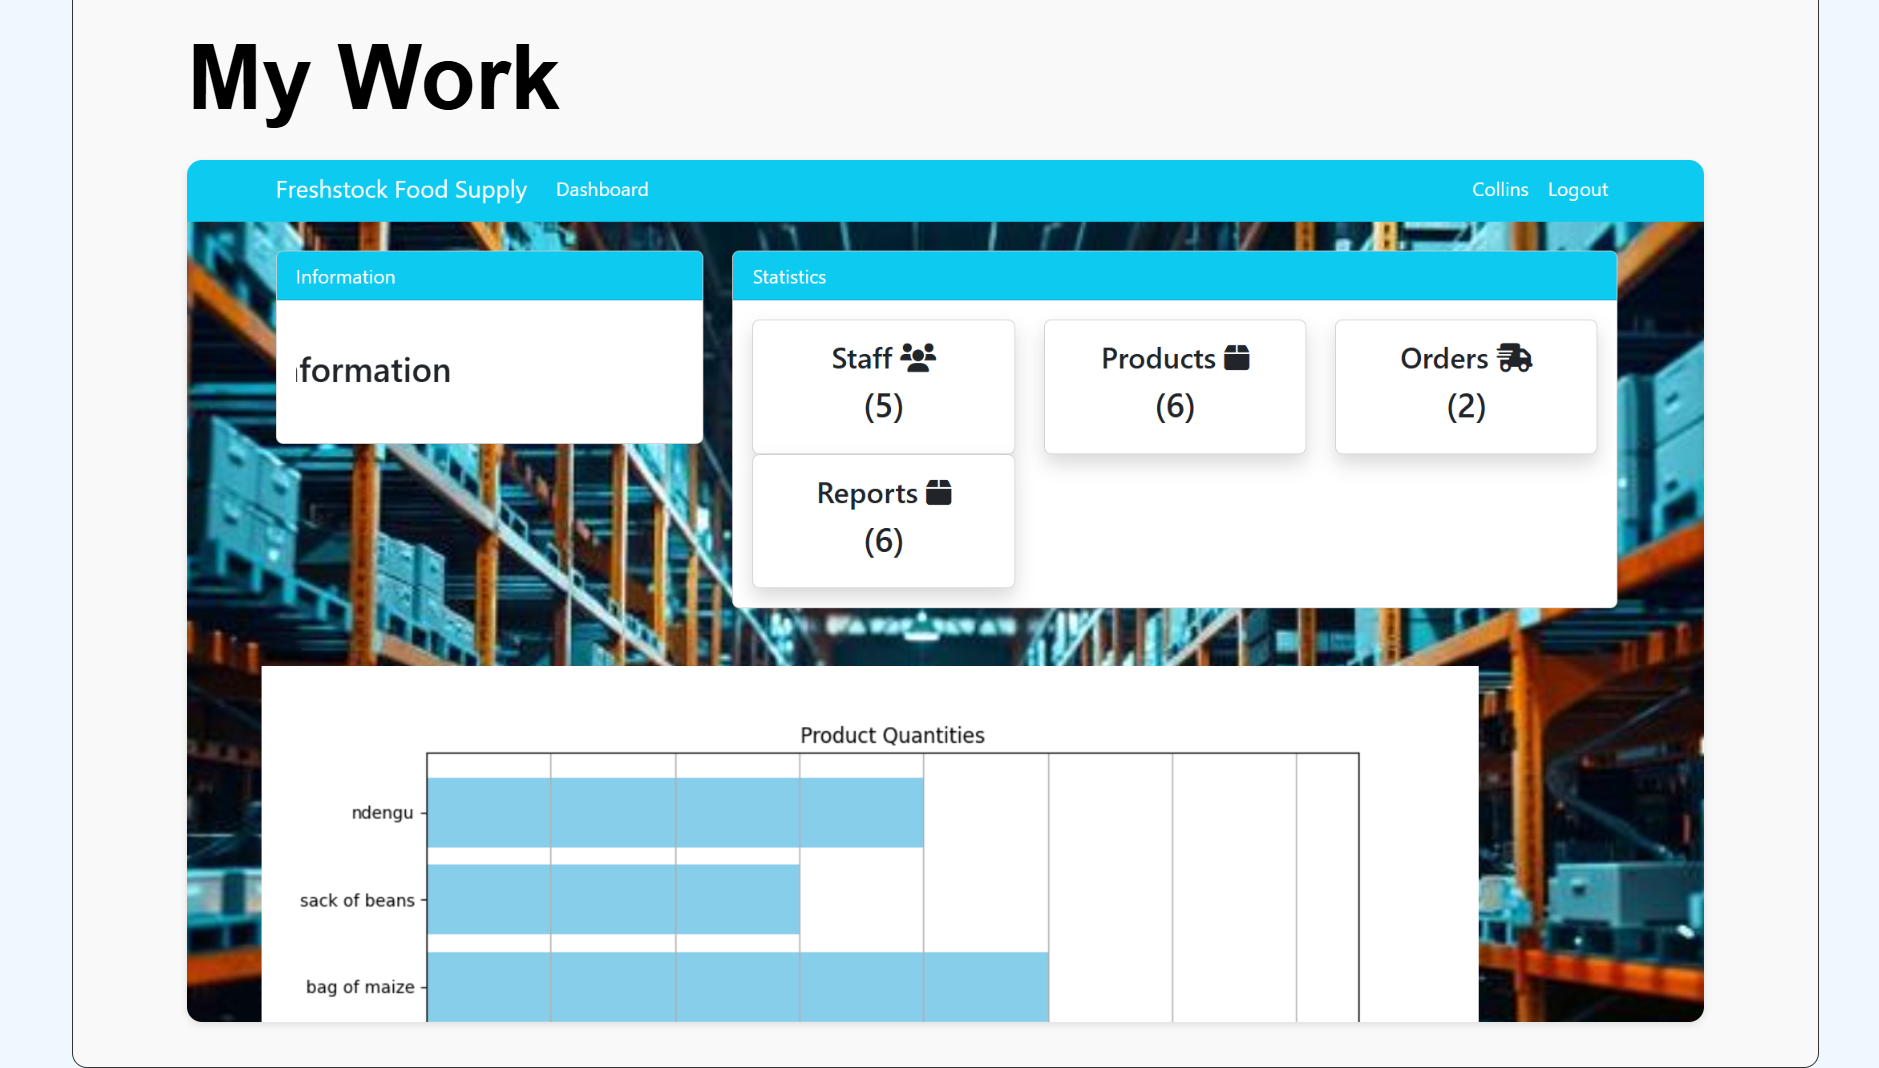 My Work
Freshstock Food Supply Dashboard Collins Logout
Information
nformation
Statistics
Staff
(5)
Products
(6)
Orders
(2)
Reports
(6)
Product Quantities
ndengu
sack of beans
bag of maize